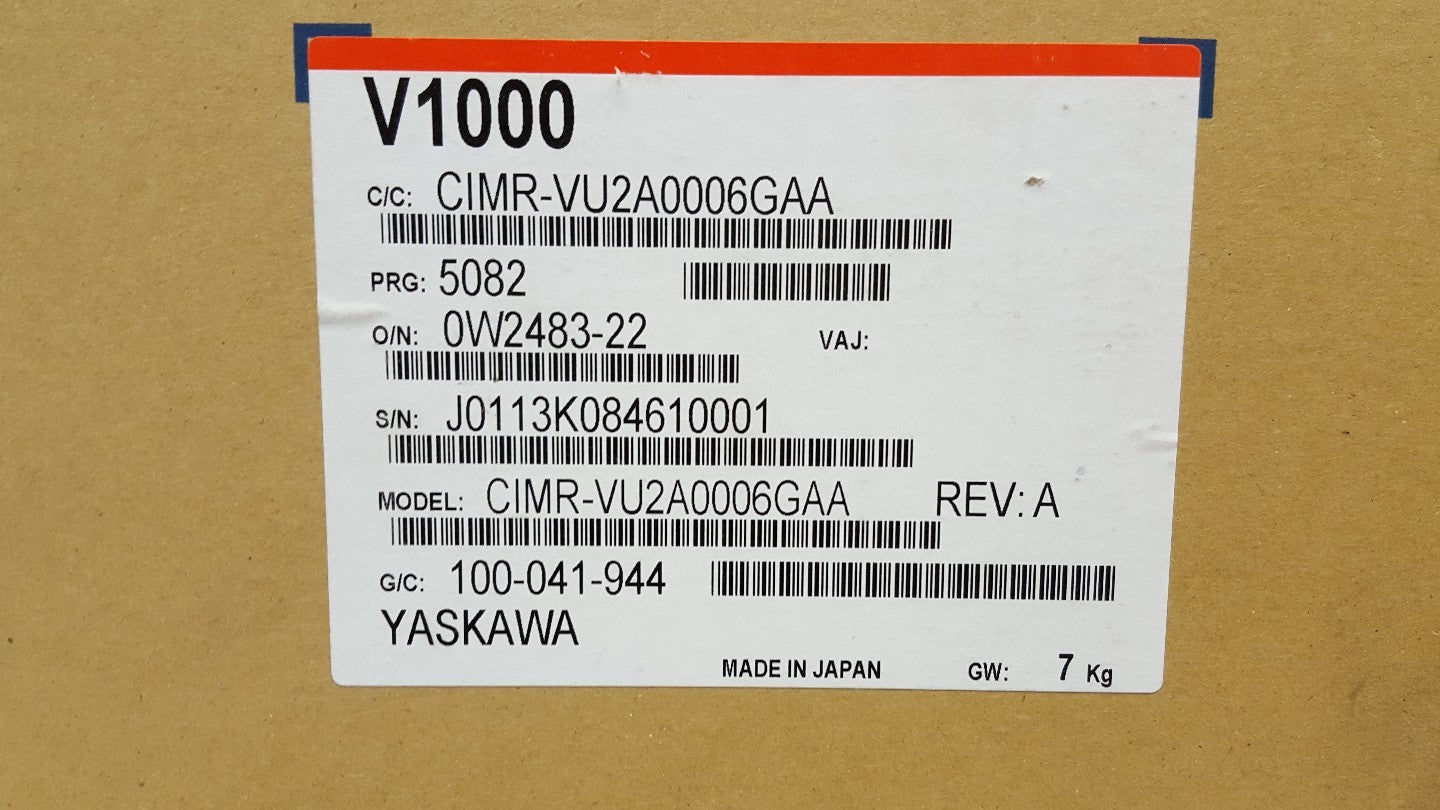 V1000
C/C: CIMR-VU2A0006GAA
PRG: 5082
O/N: 0W2483-22 VAJ:
S/N: J0113K084610001
MODEL: CIMR-VU2A0006GAA REV: A
G/C: 100-041-944
YASKAWA
MADE IN JAPAN GW: 7 Kg